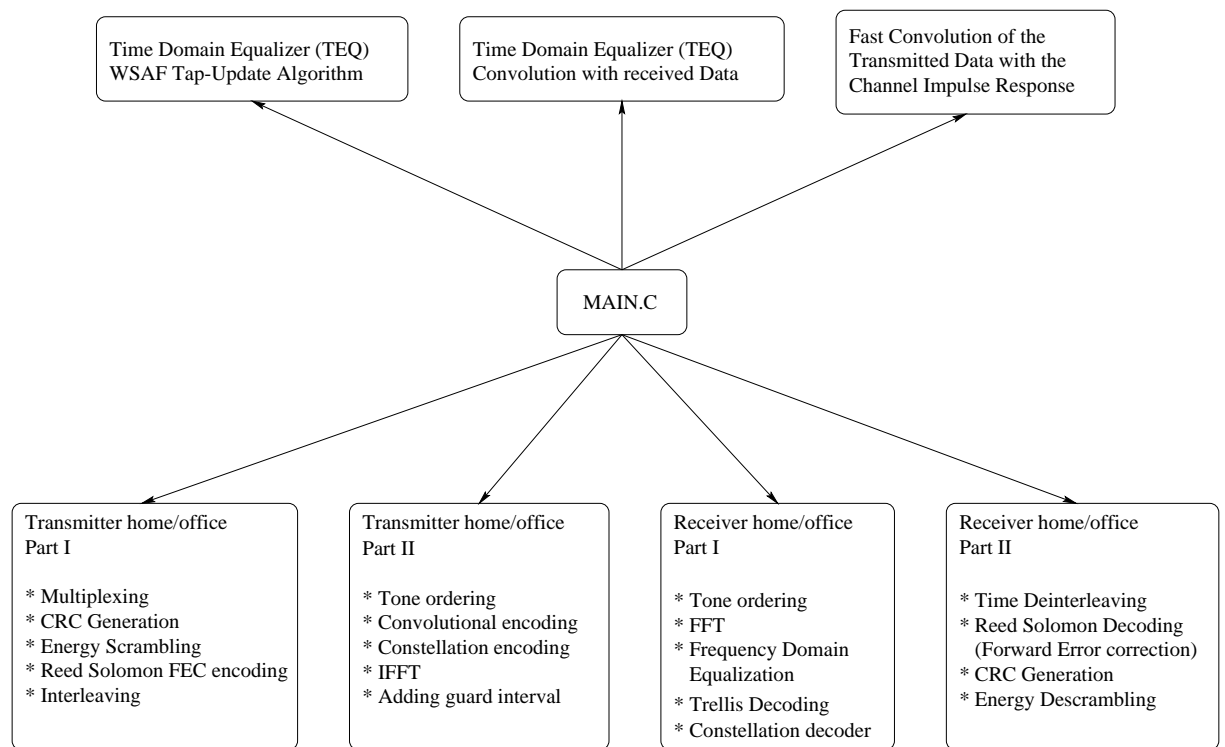 Time Domain Equalizer (TEQ)
WSAF Tap-Update Algorithm
Time Domain Equalizer (TEQ)
Convolution with received Data
Fast Convolution of the
Transmitted Data with the
Channel Impulse Response
MAIN.C
Transmitter home/office
Part I
* Multiplexing
* CRC Generation
* Energy Scrambling
* Reed Solomon FEC encoding
* Interleaving
Transmitter home/office
Part II
* Tone ordering
* Convolutional encoding
* Constellation encoding
* IFFT
* Adding guard interval
Receiver home/office
Part I
* Tone ordering
* FFT
* Frequency Domain
Equalization
* Trellis Decoding
* Constellation decoder
Receiver home/office
Part II
* Time Deinterleaving
* Reed Solomon Decoding
(Forward Error correction)
* CRC Generation
* Energy Descrambling